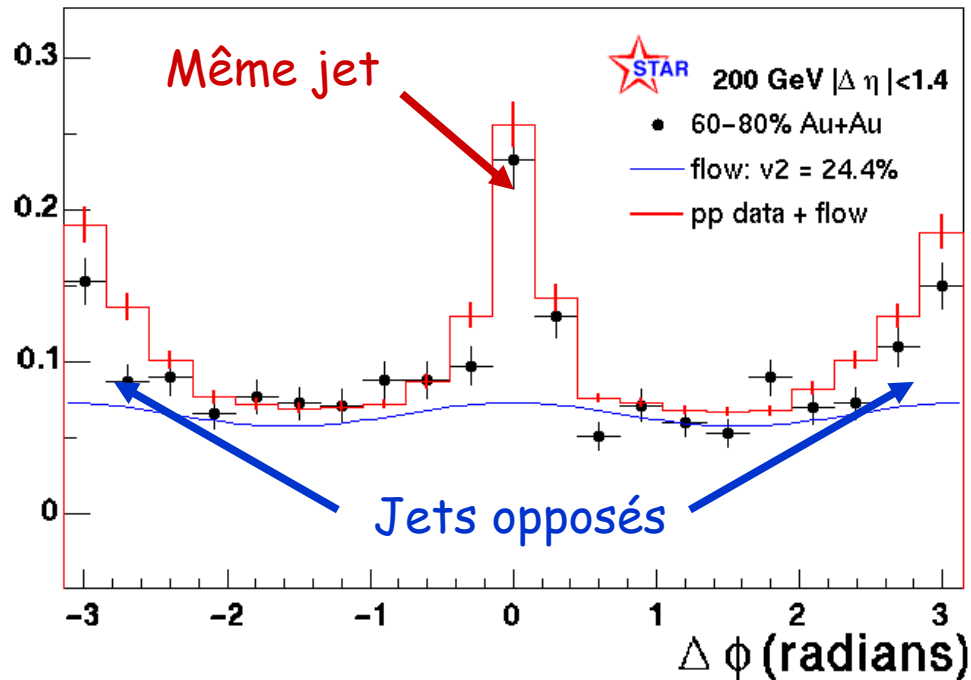 0.3
0.2
0.1
0
Même jet
STAR
200 GeV |Δ η|<1.4
60-80% Au+Au
flow: v2 = 24.4%
pp data + flow
Jets opposés
-3 -2 -1 0 1 2 3
Δ ϕ (radians)